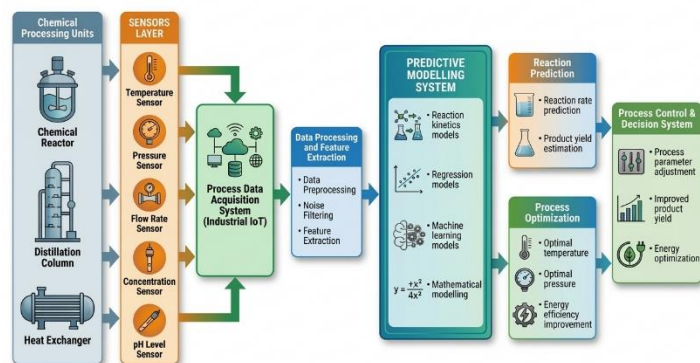 Chemical
Processing Units
Chemical
Reactor
Distillation
Column
Heat Exchanger
SENSORS
LAYER
Temperature
Sensor
Pressure
Sensor
Flow Rate
Sensor
Concentration
Sensor
pH Level
Sensor
Process Data
Acquisition
System
(Industrial IoT)
Data Processing
and Feature
Extraction
• Data
Preprocessing
• Noise
Filtering
• Feature
Extraction
PREDICTIVE
MODELLING
SYSTEM
• Reaction
kinetics
models
• Regression
models
• Machine
learning
models
y = +x²/4x²
• Mathematical
modelling
Reaction
Prediction
• Reaction rate
prediction
• Product yield
estimation
Process
Optimization
• Optimal
temperature
• Optimal
pressure
• Energy
efficiency
improvement
Process Control &
Decision System
• Process
parameter
adjustment
• Improved
product
yield
• Energy
optimization